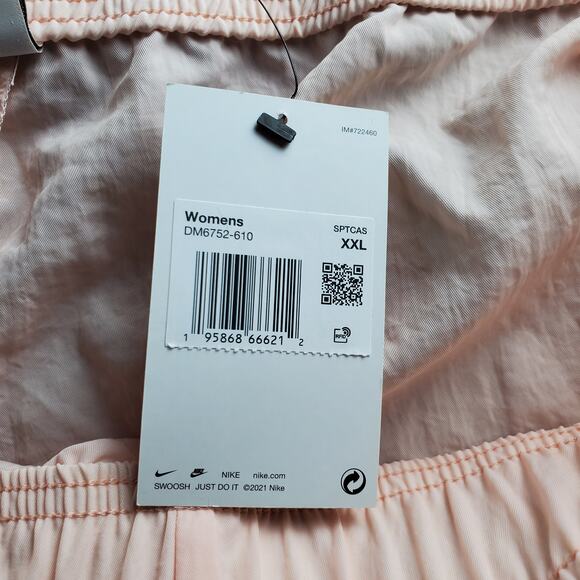 IM#722460
Womens
DM6752-610
SPTCAS
XXL
1 95868 66621 2
RFID
NIKE nike.com
SWOOSH JUST DO IT ©2021 Nike